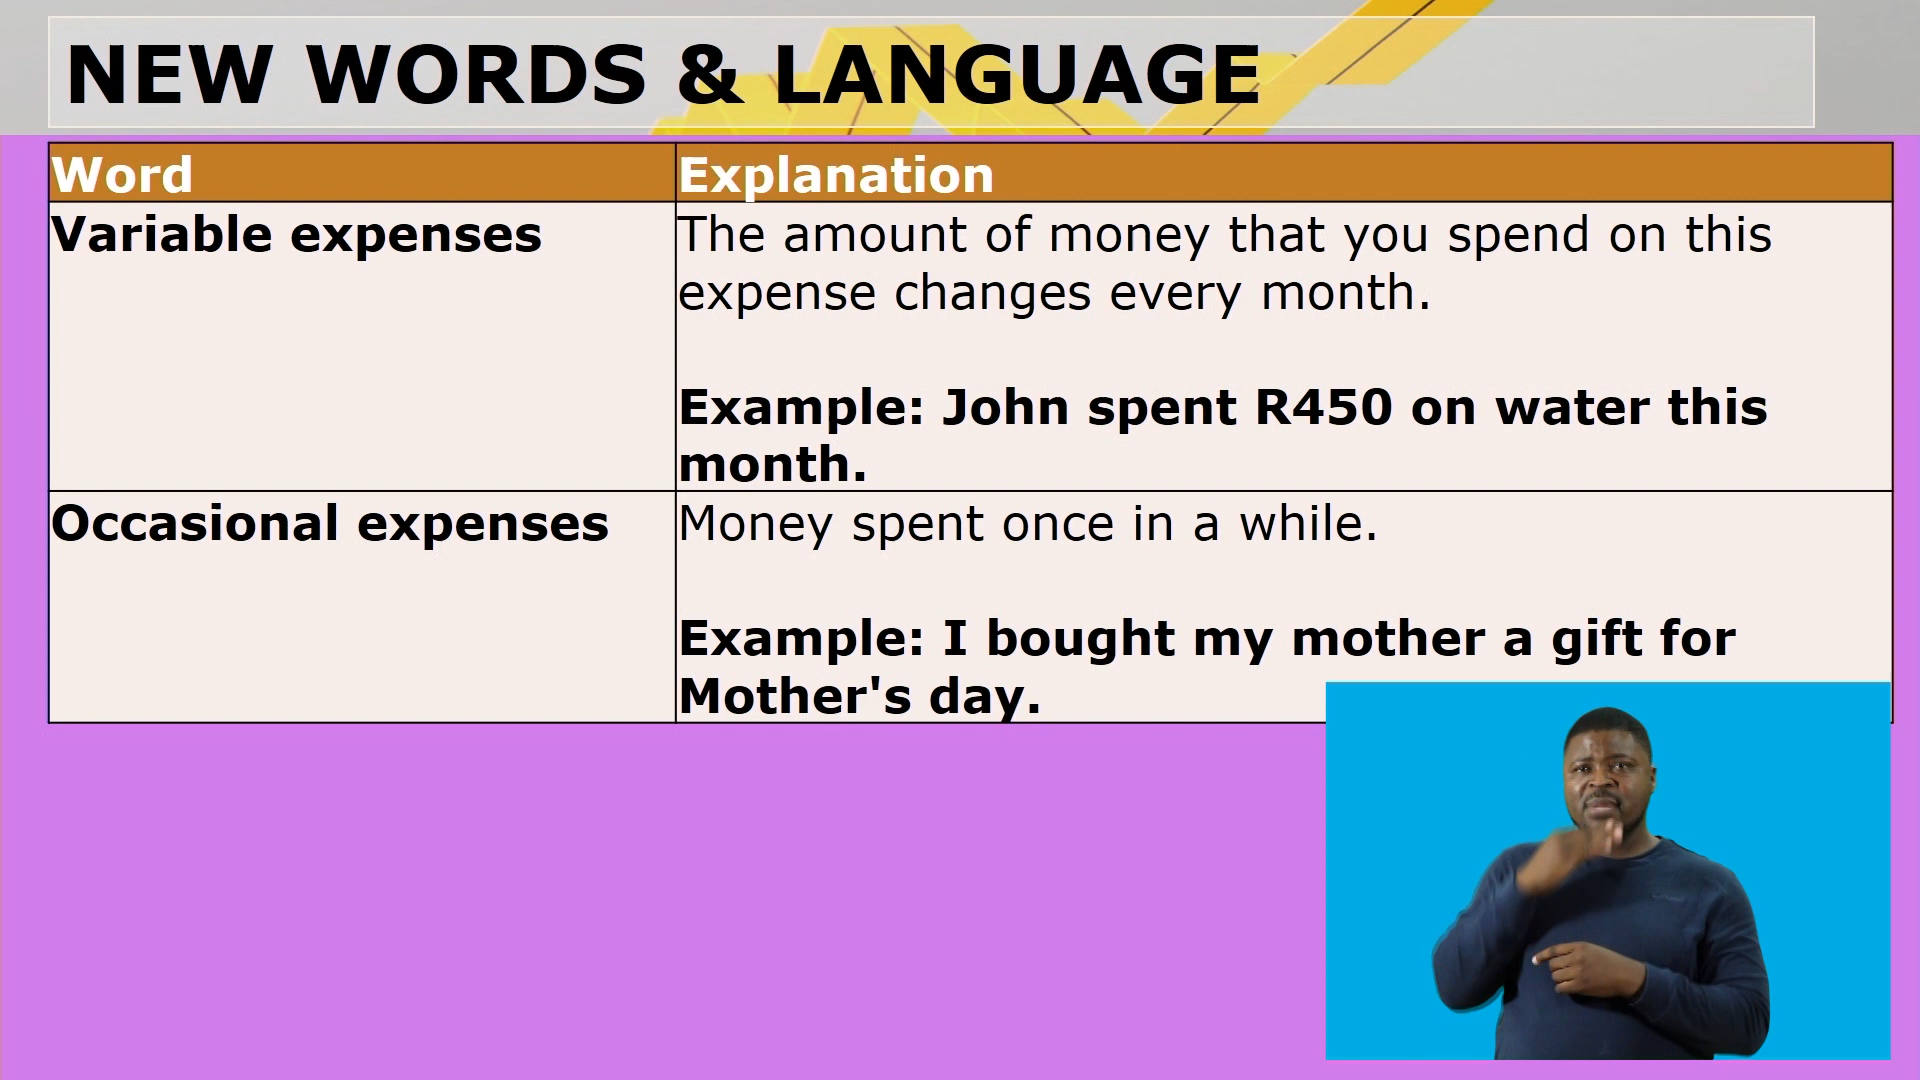 NEW WORDS & LANGUAGE
Word
Explanation
Variable expenses
The amount of money that you spend on this
expense changes every month.
Example: John spent R450 on water this
month.
Occasional expenses
Money spent once in a while.
Example: I bought my mother a gift for
Mother's day.